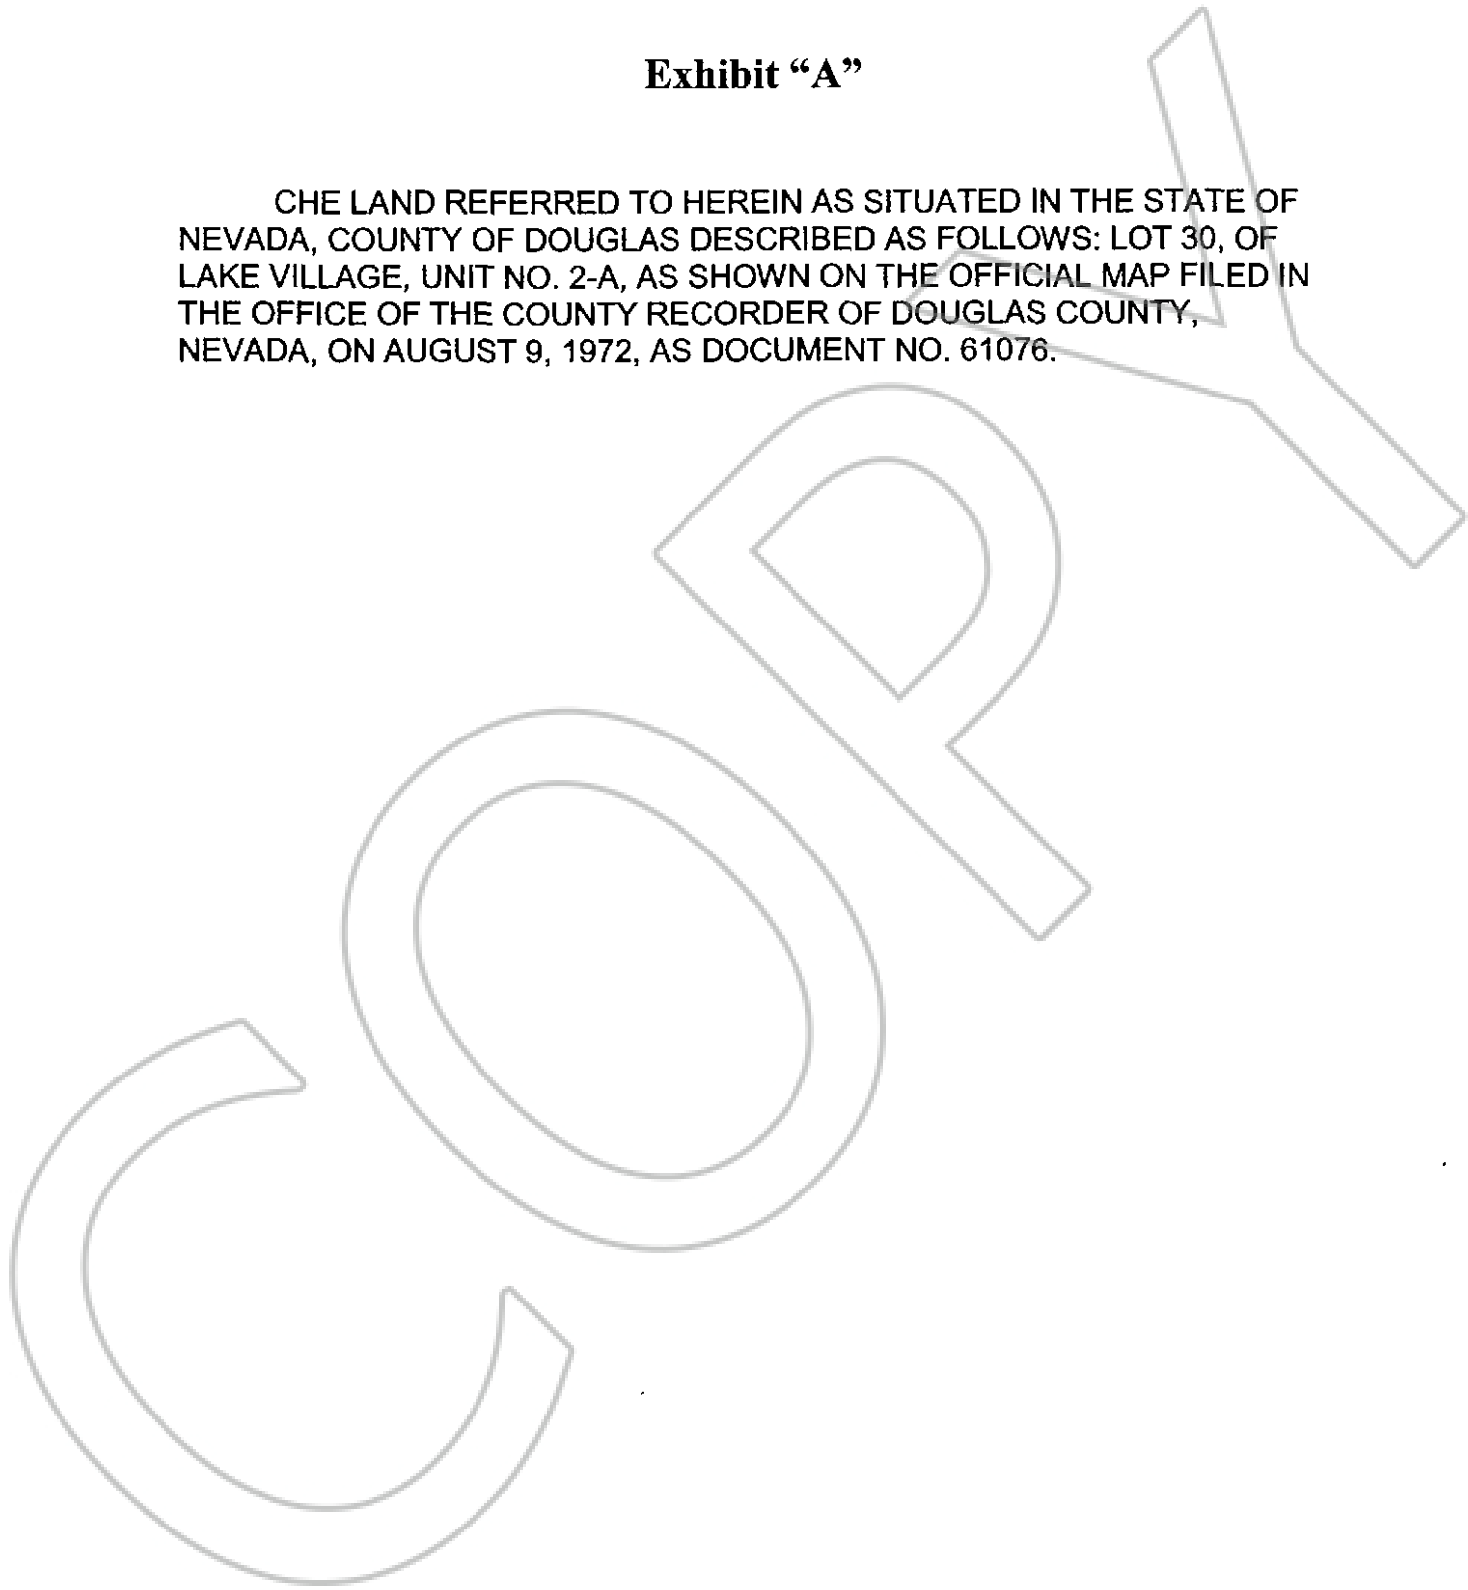 Exhibit “A”
CHE LAND REFERRED TO HEREIN AS SITUATED IN THE STATE OF
NEVADA, COUNTY OF DOUGLAS DESCRIBED AS FOLLOWS: LOT 30, OF
LAKE VILLAGE, UNIT NO. 2-A, AS SHOWN ON THE OFFICIAL MAP FILED IN
THE OFFICE OF THE COUNTY RECORDER OF DOUGLAS COUNTY,
NEVADA, ON AUGUST 9, 1972, AS DOCUMENT NO. 61076.
COPY